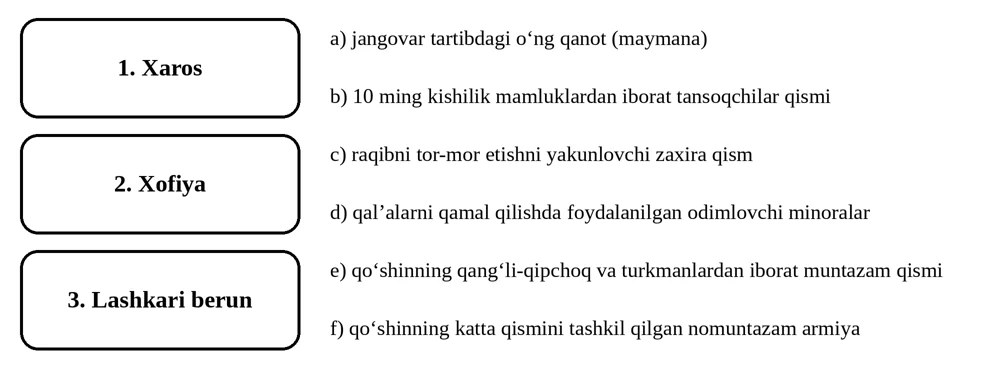 1. Xaros
2. Xofiya
3. Lashkari berun
a) jangovar tartibdagi o‘ng qanot (maymana)
b) 10 ming kishilik mamluklardan iborat tansoqchilar qismi
c) raqibni tor-mor etishni yakunlovchi zaxira qism
d) qal’alarni qamal qilishda foydalanilgan odimlovchi minoralar
e) qo‘shinning qang‘li-qipchoq va turkmanlardan iborat muntazam qismi
f) qo‘shinning katta qismini tashkil qilgan nomuntazam armiya